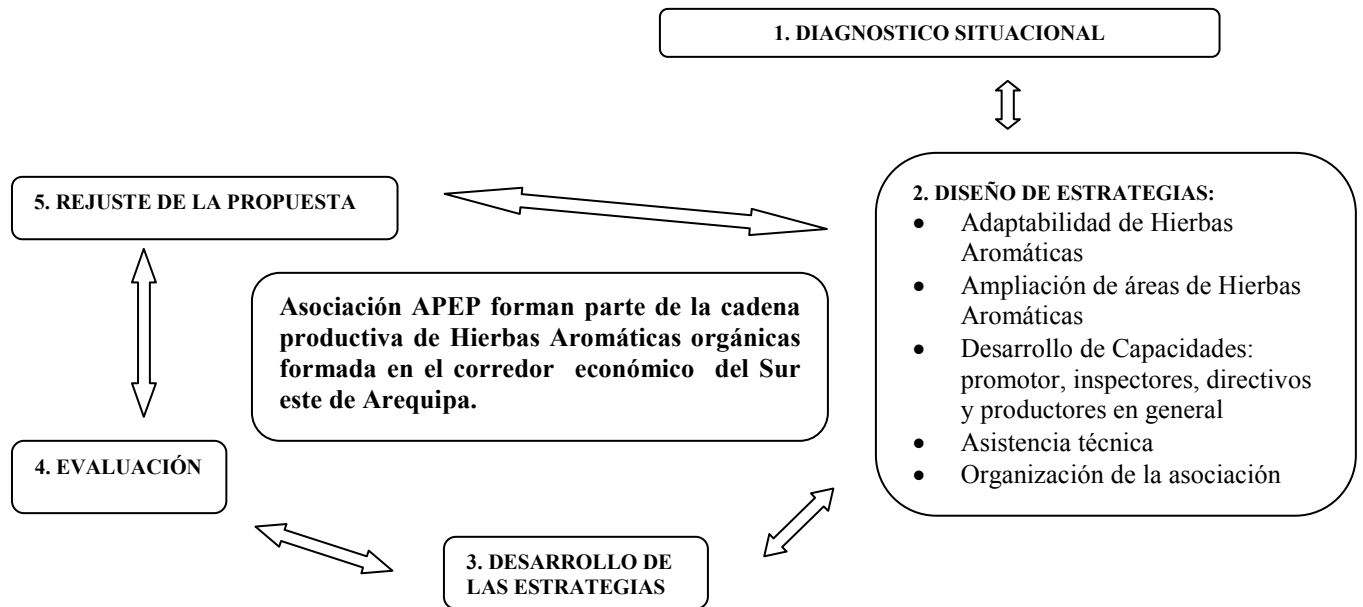 1. DIAGNOSTICO SITUACIONAL
2. DISEÑO DE ESTRATEGIAS:
• Adaptabilidad de Hierbas
Aromáticas
• Ampliación de áreas de Hierbas
Aromáticas
• Desarrollo de Capacidades:
promotor, inspectores, directivos
y productores en general
• Asistencia técnica
• Organización de la asociación
5. REJUSTE DE LA PROPUESTA
Asociación APEP forman parte de la cadena
productiva de Hierbas Aromáticas orgánicas
formada en el corredor económico del Sur
este de Arequipa.
4. EVALUACIÓN
3. DESARROLLO DE
LAS ESTRATEGIAS